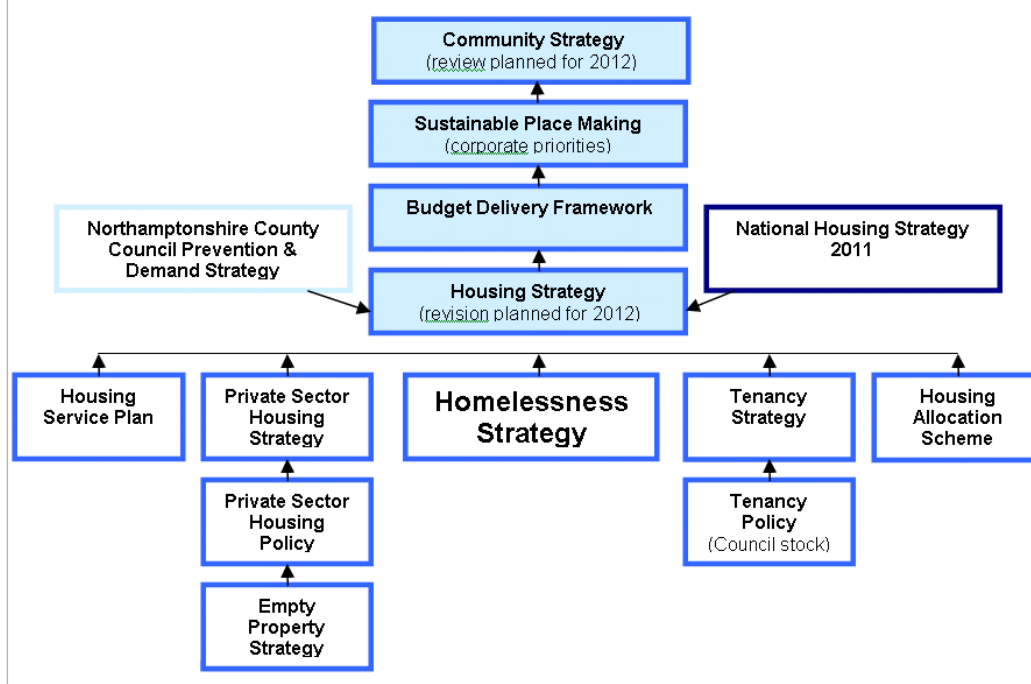 Community Strategy
(review planned for 2012)
Sustainable Place Making
(corporate priorities)
Budget Delivery Framework
Northamptonshire County
Council Prevention &
Demand Strategy
National Housing Strategy
2011
Housing Strategy
(revision planned for 2012)
Housing
Service Plan
Private Sector
Housing
Strategy
Homelessness
Strategy
Tenancy
Strategy
Housing
Allocation
Scheme
Private Sector
Housing
Policy
Tenancy
Policy
(Council stock)
Empty
Property
Strategy